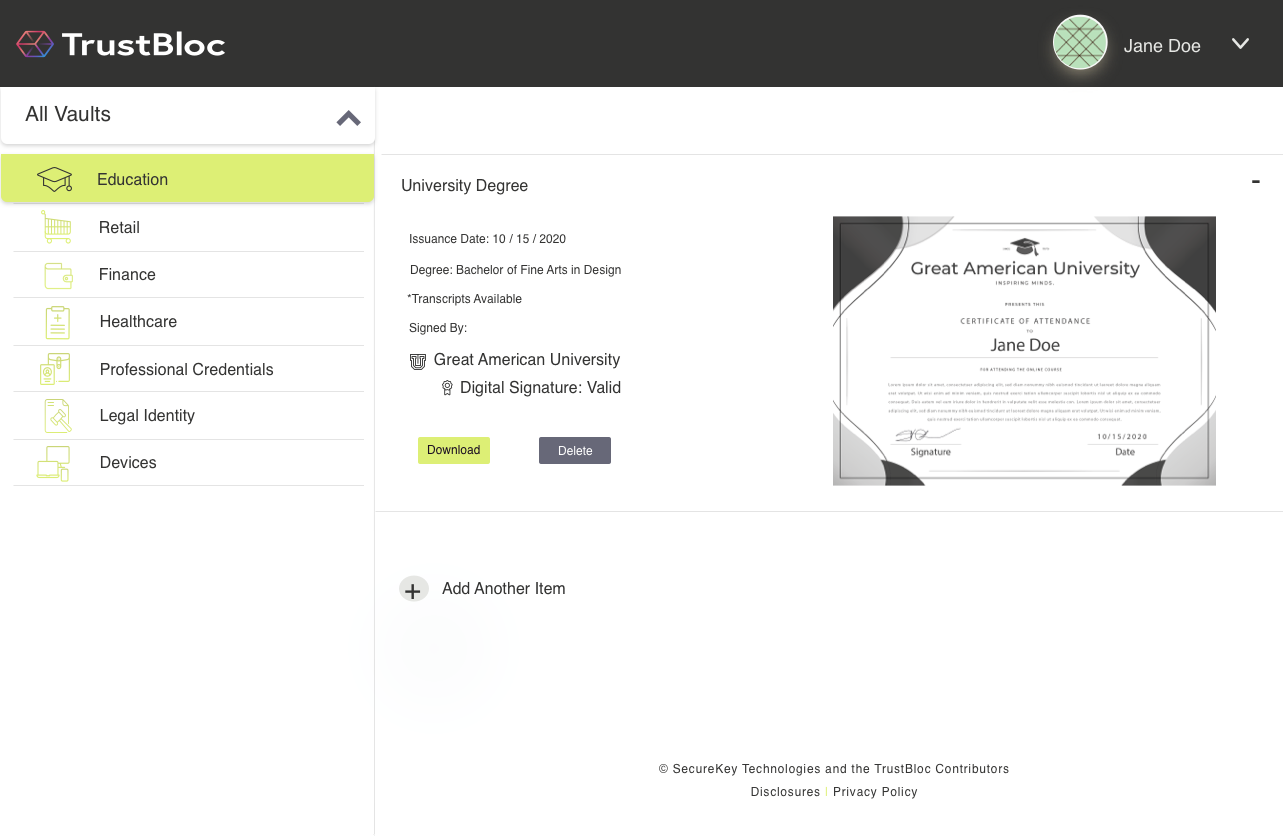 TrustBloc
Jane Doe
All Vaults
Education
Retail
Finance
Healthcare
Professional Credentials
Legal Identity
Devices
University Degree
-
Issuance Date: 10 / 15 / 2020
Degree: Bachelor of Fine Arts in Design
*Transcripts Available
Signed By:
Great American University
Digital Signature: Valid
Download
Delete
Great American University
INSPIRING MINDS.
PRESENTS THIS
CERTIFICATE OF ATTENDANCE
TO
Jane Doe
FOR ATTENDING THE ONLINE COURSE
10/15/2020
Signature
Date
+
Add Another Item
© SecureKey Technologies and the TrustBloc Contributors
Disclosures | Privacy Policy